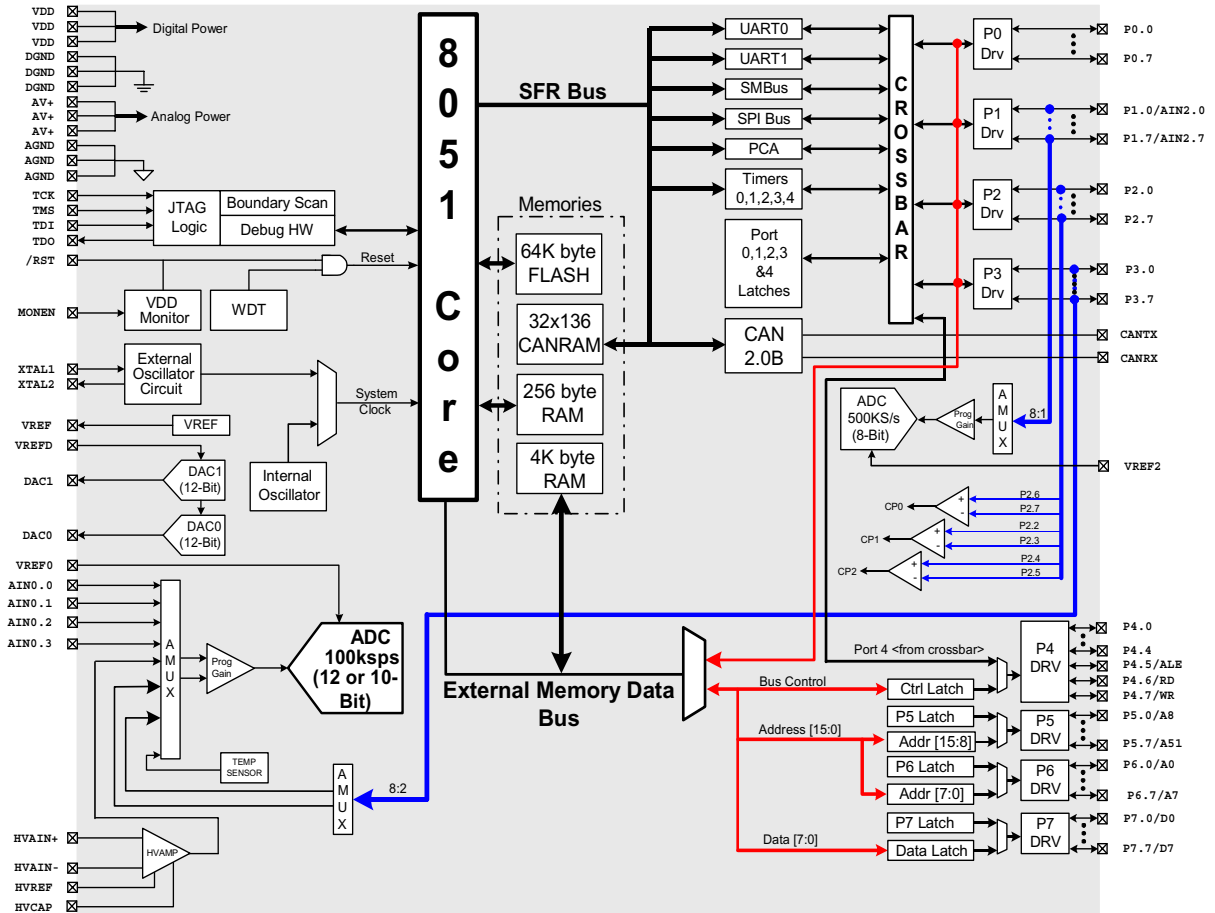 VDD
VDD
VDD
Digital Power
DGND
DGND
DGND
AV+
AV+
AV+
Analog Power
AGND
AGND
AGND
TCK
TMS
TDI
TDO
JTAG
Logic
Boundary Scan
Debug HW
/RST
Reset
MONEN
VDD
Monitor
WDT
XTAL1
XTAL2
External
Oscillator
Circuit
System
Clock
VREF
VREF
VREFD
Internal
Oscillator
DAC1
DAC1
(12-Bit)
DAC0
DAC0
(12-Bit)
VREF0
AIN0.0
AIN0.1
AIN0.2
AIN0.3
A
M
U
X
Prog
Gain
ADC
100ksps
(12 or 10-
Bit)
TEMP
SENSOR
A
M
U
X
8:2
HVAIN+
HVAIN-
HVREF
HVCAP
HVAMP
8
0
5
1
C
o
r
e
SFR Bus
Memories
64K byte
FLASH
32x136
CANRAM
256 byte
RAM
4K byte
RAM
External Memory Data
Bus
UART0
UART1
SMBus
SPI Bus
PCA
Timers
0,1,2,3,4
Port
0,1,2,3
&4
Latches
CAN
2.0B
C
R
O
S
S
B
A
R
P0
Drv
P1
Drv
P2
Drv
P3
Drv
P0.0
P0.7
P1.0/AIN2.0
P1.7/AIN2.7
P2.0
P2.7
P3.0
P3.7
CANTX
CANRX
ADC
500KS/s
(8-Bit)
Prog
Gain
A
M
U
X
8:1
VREF2
CP0
+
-
P2.6
P2.7
CP1
+
-
P2.2
P2.3
CP2
+
-
P2.4
P2.5
Port 4 <from crossbar>
Bus Control
Ctrl Latch
P4
DRV
P4.0
P4.4
P4.5/ALE
P4.6/RD
P4.7/WR
Address [15:0]
P5 Latch
Addr [15:8]
P5
DRV
P5.0/A8
P5.7/A51
P6 Latch
Addr [7:0]
P6
DRV
P6.0/A0
P6.7/A7
Data [7:0]
P7 Latch
Data Latch
P7
DRV
P7.0/D0
P7.7/D7